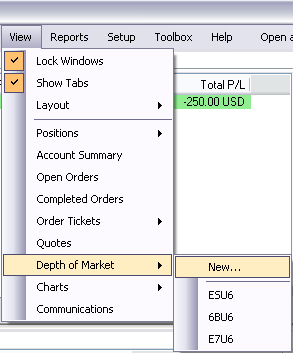 View Reports Setup Toolbox Help Open a
Lock Windows
Show Tabs
Total P/L
Layout
-250.00 USD
Positions
Account Summary
Open Orders
Completed Orders
Order Tickets
Quotes
Depth of Market
New...
Charts
ESU6
Communications
6BU6
E7U6